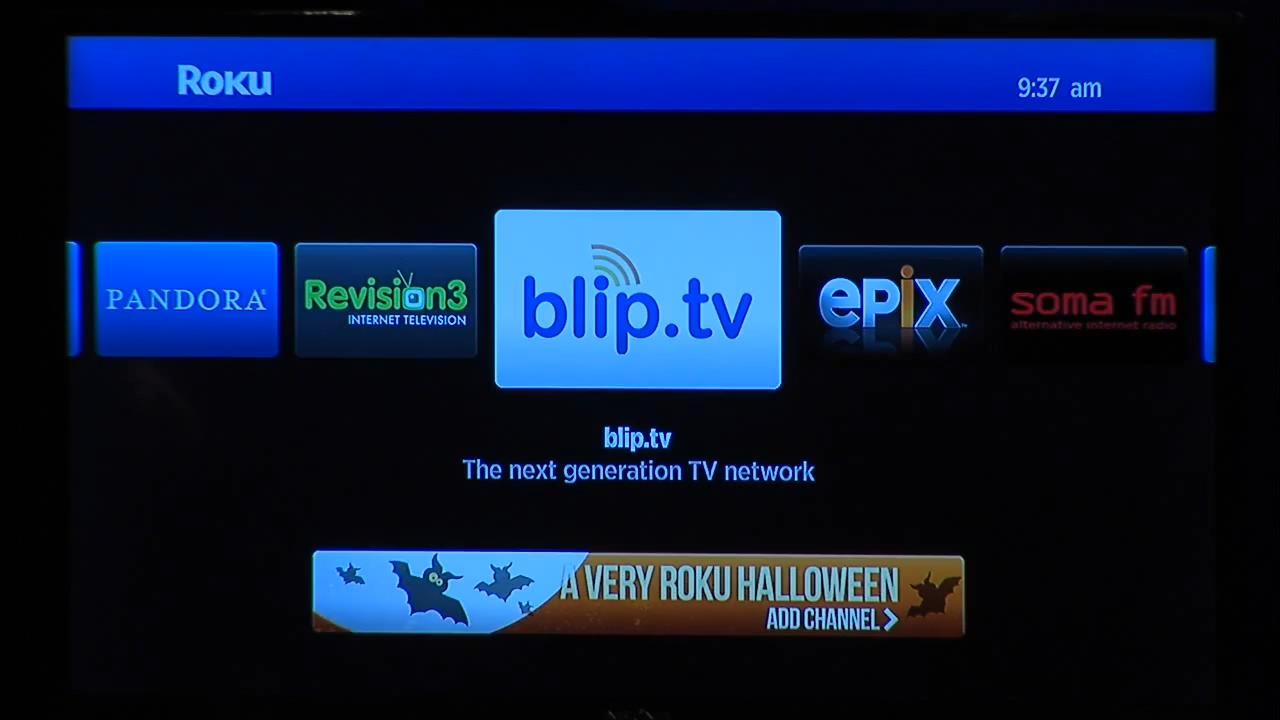 Roku
9:37 am
PANDORA®
Revision3
INTERNET TELEVISION
blip.tv
epix™
soma fm
alternative internet radio
blip.tv
The next generation TV network
A VERY ROKU HALLOWEEN
ADD CHANNEL >